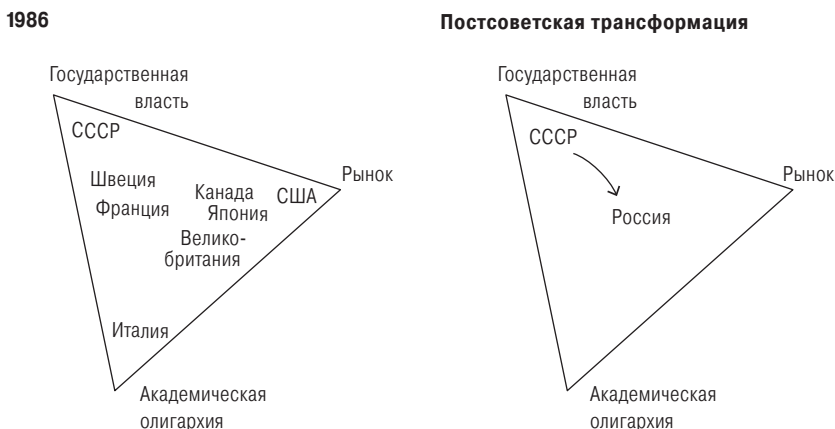 1986
Государственная
власть
СССР
Рынок
Швеция
Канада
США
Франция
Япония
Велико-
британия
Италия
Академическая
олигархия
Постсоветская трансформация
Государственная
власть
СССР
Рынок
Россия
Академическая
олигархия